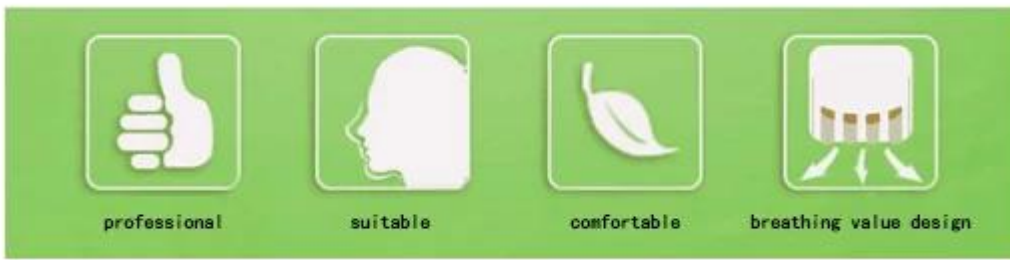 professional
suitable
comfortable
breathing value design